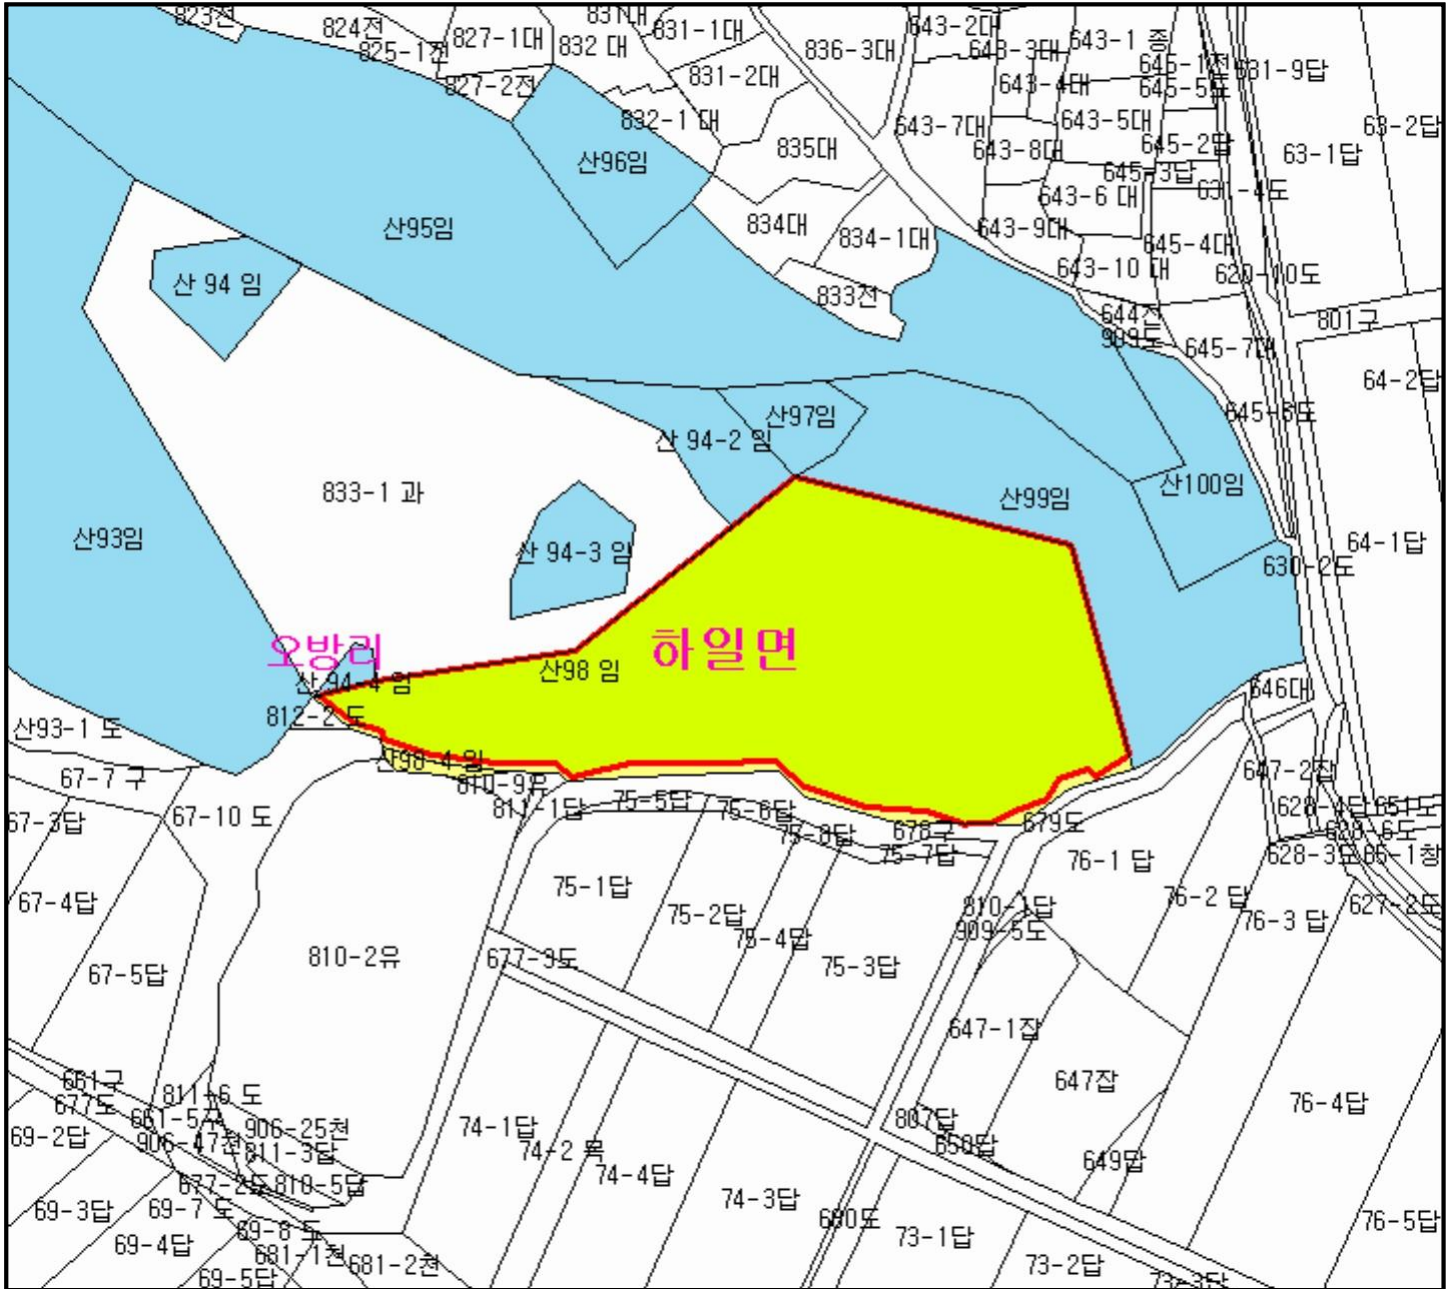 823전
824전
825-1전
827-1대
832 대
831대
831-1대
836-3대
643-2대
643-3대
643-1 종
645-1전
631-9답
827-2전
831-2대
643-4대
645-5도
832-1 대
643-7대
643-5대
63-2답
835대
643-8대
645-2답
63-1답
산96임
645-3답
643-6 대
631-4도
산95임
834대
834-1대
643-9대
645-4대
산 94 임
643-10 대
620-10도
833전
644전
801구
909도
645-7대
64-2답
산97임
645-6도
산 94-2 임
833-1 과
산99임
산100임
산93임
산 94-3 임
64-1답
630-2도
오방리
하일면
산98 임
산 94-4 임
646대
812-2 도
산93-1 도
산98-4 임
67-7 구
810-9유
647-2잡
811-1답
75-5답
75-6답
628-4답
651도
67-3답
67-10 도
75-8답
678구
679도
628-6도
75-7답
76-1 답
628-3도
65-1창
75-1답
67-4답
75-2답
810-1답
76-2 답
76-3 답
627-2도
75-4답
909-5도
810-2유
677-3도
75-3답
67-5답
647-1잡
661구
647잡
677도
811-6 도
76-4답
661-5구
906-25천
74-1답
807답
69-2답
906-47천
811-3답
74-2 목
650답
649답
677-2도
810-5답
74-4답
74-3답
69-3답
69-7 도
680도
76-5답
69-4답
69-8 도
681-1천
681-2천
73-1답
73-2답
69-5답
73-3답